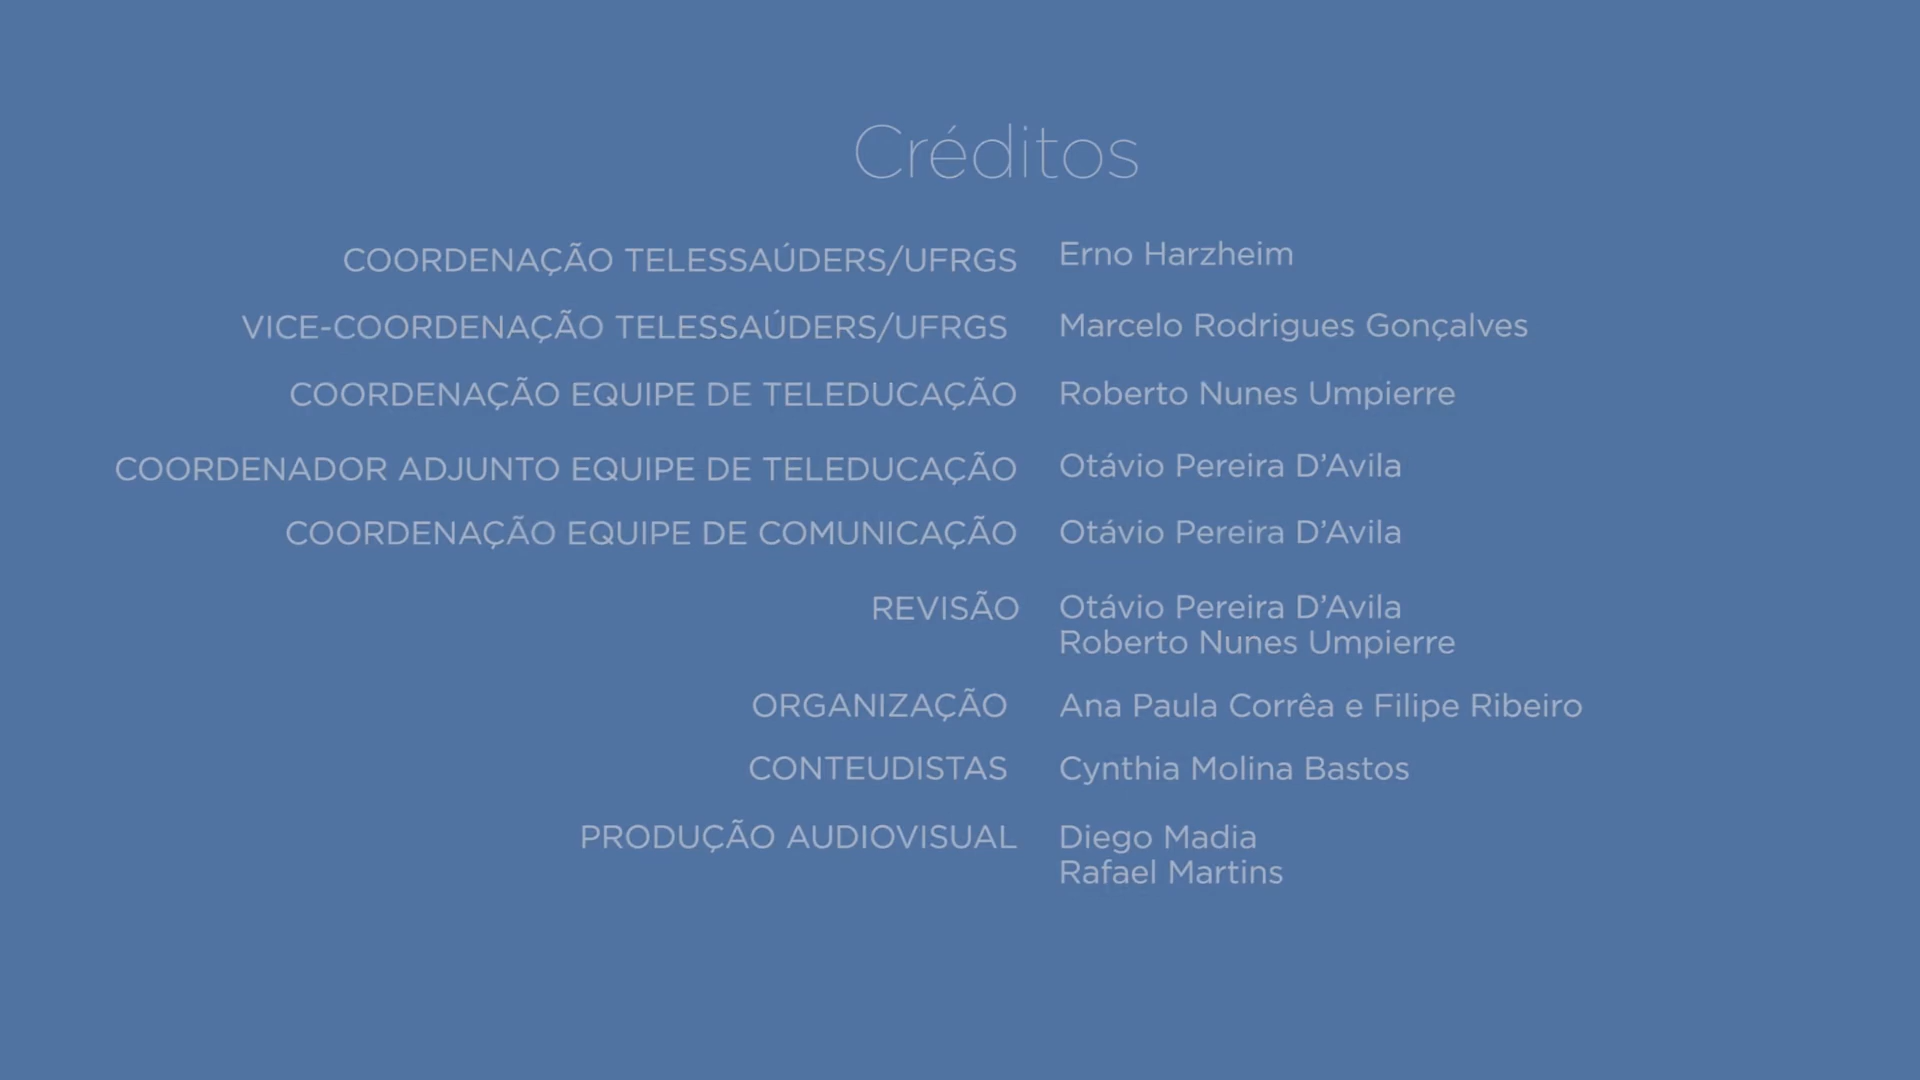 Créditos
COORDENAÇÃO TELESSAÚDERS/UFRGS Erno Harzheim
VICE-COORDENAÇÃO TELESSAÚDERS/UFRGS Marcelo Rodrigues Gonçalves
COORDENAÇÃO EQUIPE DE TELEDUCAÇÃO Roberto Nunes Umpierre
COORDENADOR ADJUNTO EQUIPE DE TELEDUCAÇÃO Otávio Pereira D’Avila
COORDENAÇÃO EQUIPE DE COMUNICAÇÃO Otávio Pereira D’Avila
REVISÃO Otávio Pereira D’Avila
Roberto Nunes Umpierre
ORGANIZAÇÃO Ana Paula Corrêa e Filipe Ribeiro
CONTEUDISTAS Cynthia Molina Bastos
PRODUÇÃO AUDIOVISUAL Diego Madia
Rafael Martins